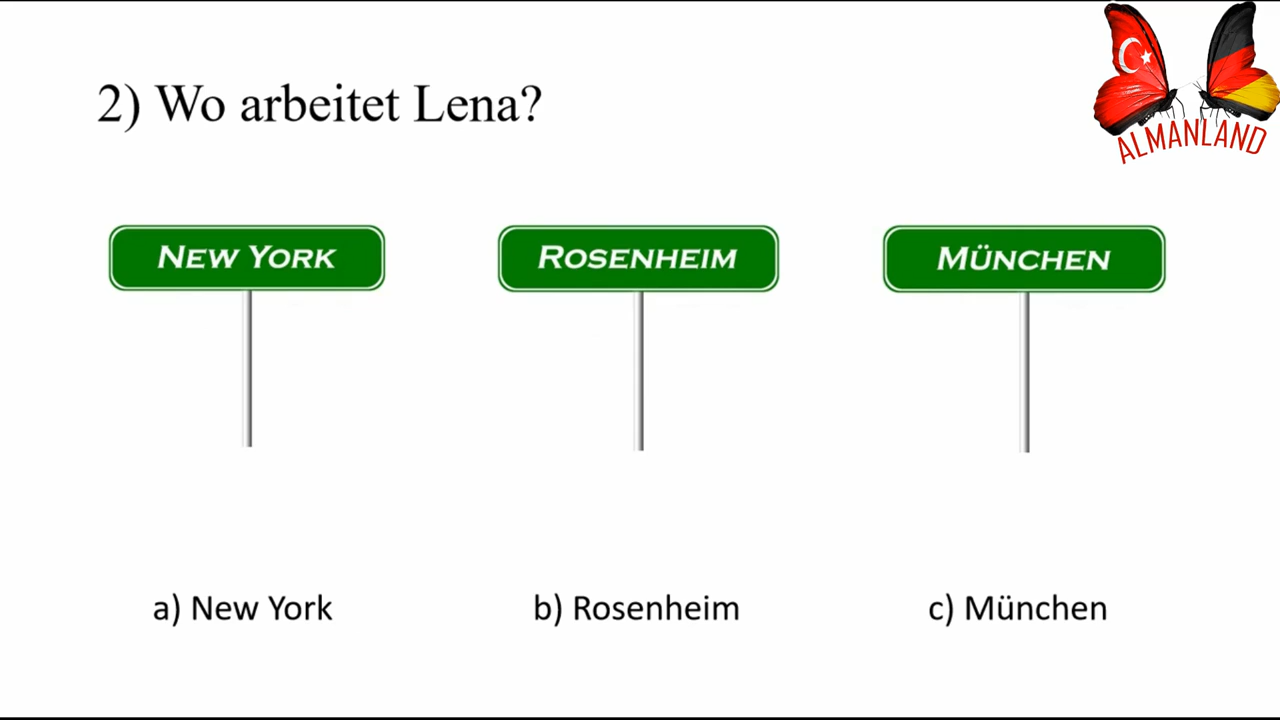 2) Wo arbeitet Lena?
ALMANLAND
NEW YORK
ROSENHEIM
MÜNCHEN
a) New York
b) Rosenheim
c) München